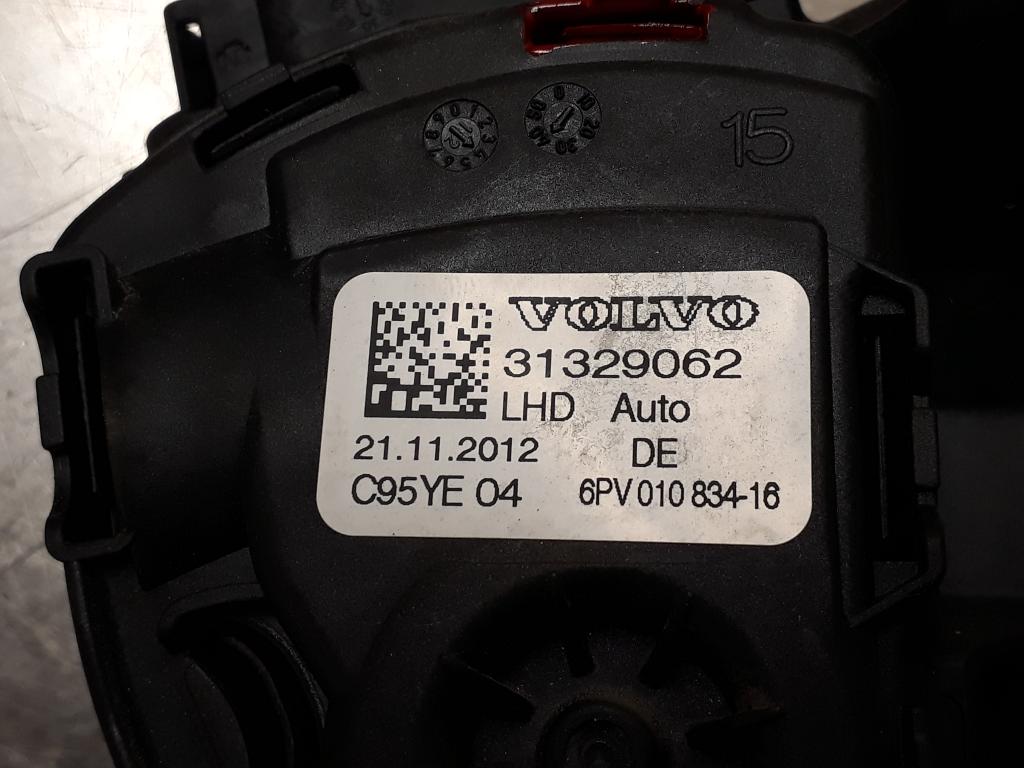 15
VOLVO
31329062
LHD Auto
21.11.2012 DE
C95YE 04 6PV 010 834-16